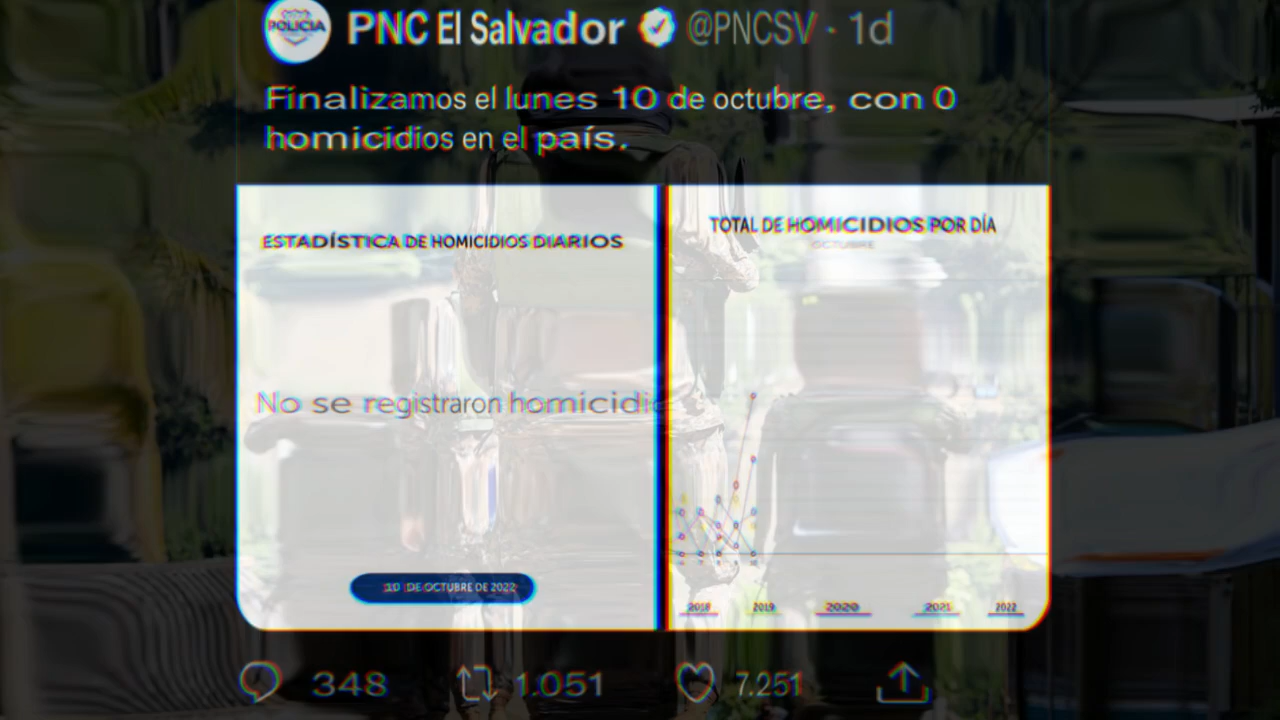 POLICIA
PNC El Salvador @PNCSV · 1d
Finalizamos el lunes 10 de octubre, con 0
homicidios en el país.
ESTADÍSTICA DE HOMICIDIOS DIARIOS
No se registraron homicidi
10 DE OCTUBRE DE 2022
TOTAL DE HOMICIDIOS POR DÍA
OCTUBRE
2018 2019 2020 2021 2022
348 1.051 7.251